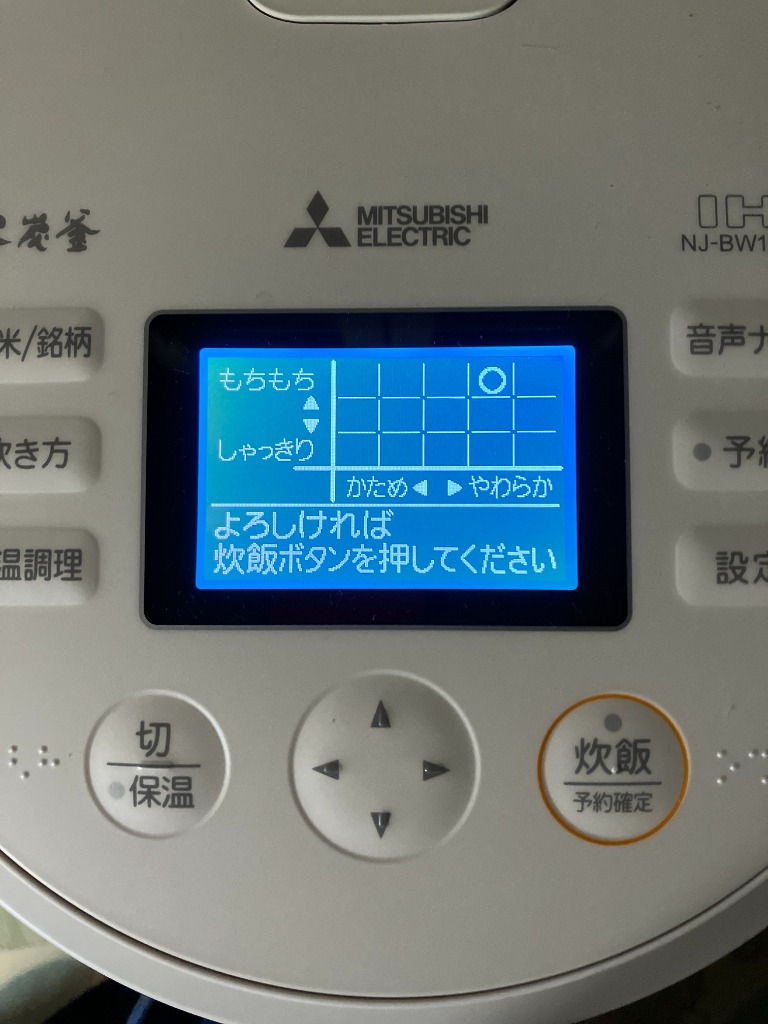 炭釜
MITSUBISHI
ELECTRIC
IH
NJ-BW1
米/銘柄
炊き方
温調理
もちもち
しゃっきり
かため
やわらか
よろしければ
炊飯ボタンを押してください
音声ナ
予約
設定
切
保温
炊飯
予約確定